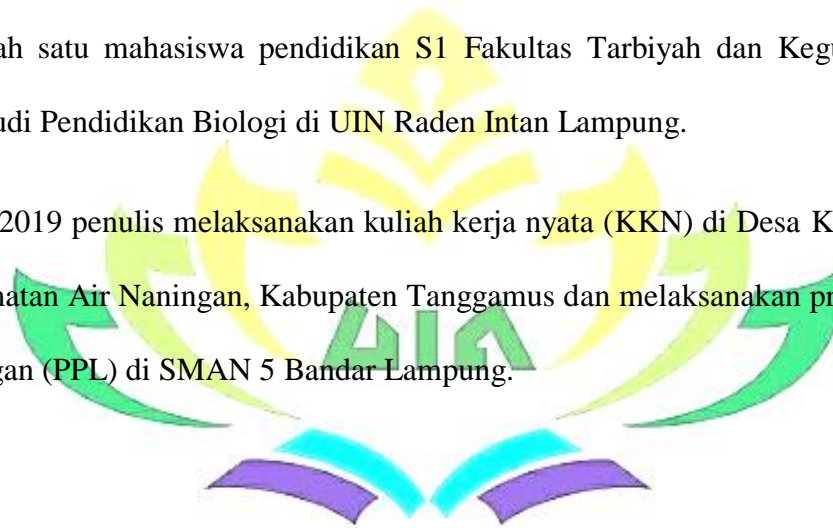 ah satu mahasiswa pendidikan S1 Fakultas Tarbiyah dan Kegu
udi Pendidikan Biologi di UIN Raden Intan Lampung.
2019 penulis melaksanakan kuliah kerja nyata (KKN) di Desa K
natan Air Naningan, Kabupaten Tanggamus dan melaksanakan pr
gan (PPL) di SMAN 5 Bandar Lampung.
UIN